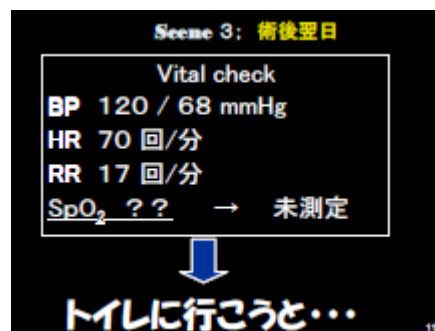 Scene 3; 術後翌日
Vital check
BP 120 / 68 mmHg
HR 70 回/分
RR 17 回/分
SpO₂ ？？ → 未測定
トイレに行こうと・・・